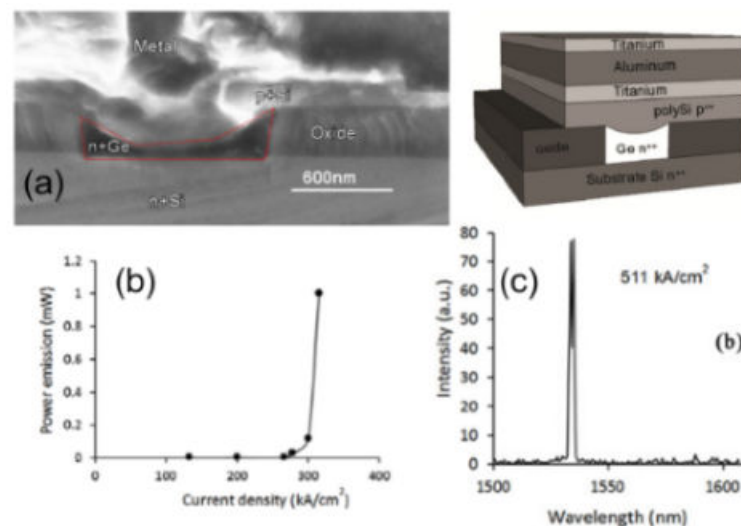 Metal
p+Si
n+Ge
Oxide
(a)
600nm
n+Si
Titanium
Aluminum
Titanium
polySi p⁺⁺
oxide
Ge n⁺⁺
Substrate Si n⁺⁺
(b)
Power emission (mW)
1.2
1
0.8
0.6
0.4
0.2
0
0
100
200
300
400
Current density (kA/cm²)
(c)
511 kA/cm²
(b)
Intensity (a.u.)
80
70
60
50
40
30
20
10
0
1500
1550
1600
Wavelength (nm)